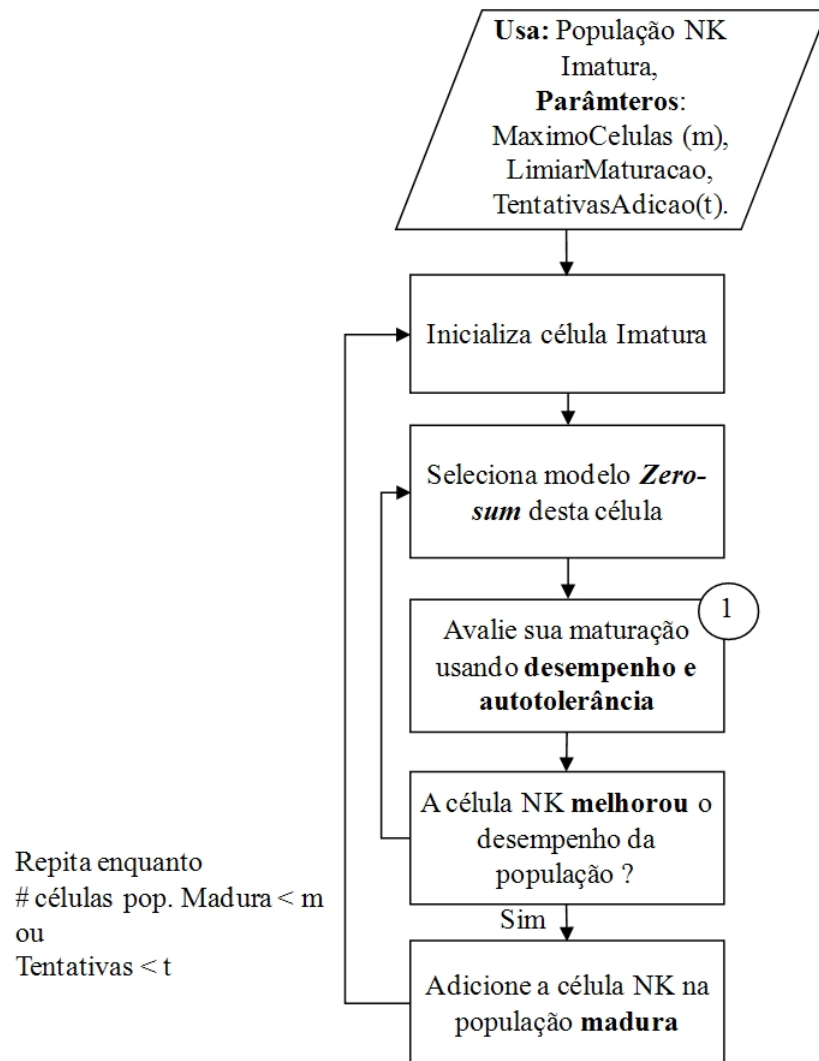 Usa: População NK
Imatura,
Parâmteros:
MaximoCelulas (m),
LimiarMaturacao,
TentativasAdicao(t).
Inicializa célula Imatura
Seleciona modelo Zero-
sum desta célula
1
Avalie sua maturação
usando desempenho e
autotolerância
A célula NK melhorou o
desempenho da
população ?
Repita enquanto
# células pop. Madura < m
ou
Tentativas < t
Sim
Adicione a célula NK na
população madura